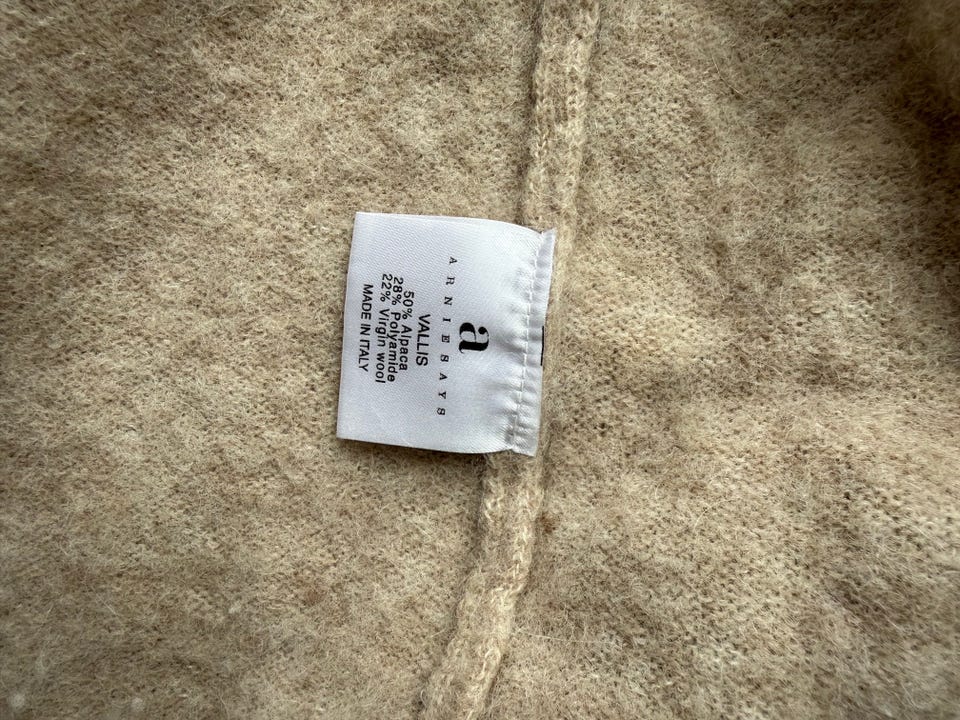 a
ARNIESAYS
VALLIS
50% Alpaca
28% Polyamide
22% Virgin wool
MADE IN ITALY